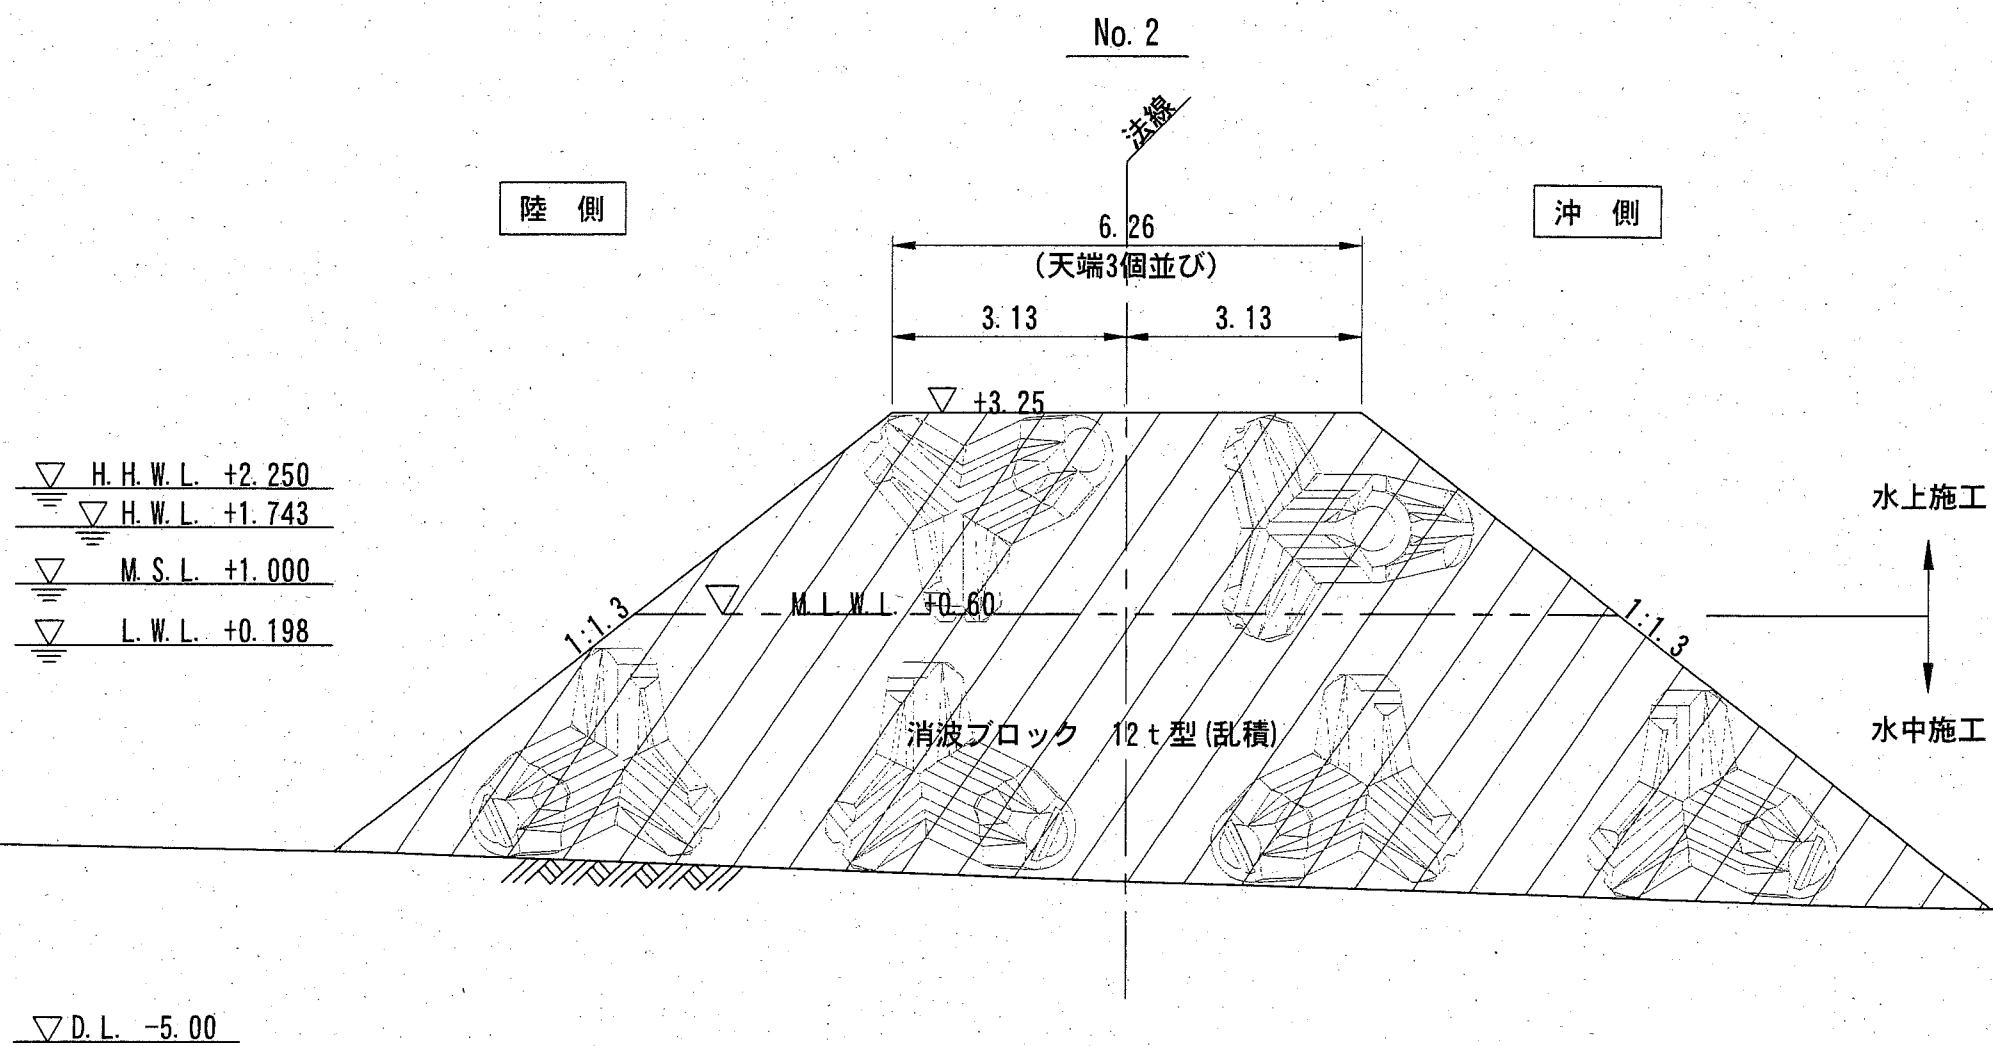 No. 2
法線
陸 側
沖 側
6.26
(天端3個並び)
3.13
3.13
+3.25
H.H.W.L. +2.250
H.W.L. +1.743
M.S.L. +1.000
L.W.L. +0.198
水上施工
1:1.3
M.L.W.L. +0.60
1:1.3
消波ブロック 12t型(乱積)
水中施工
D.L. -5.00